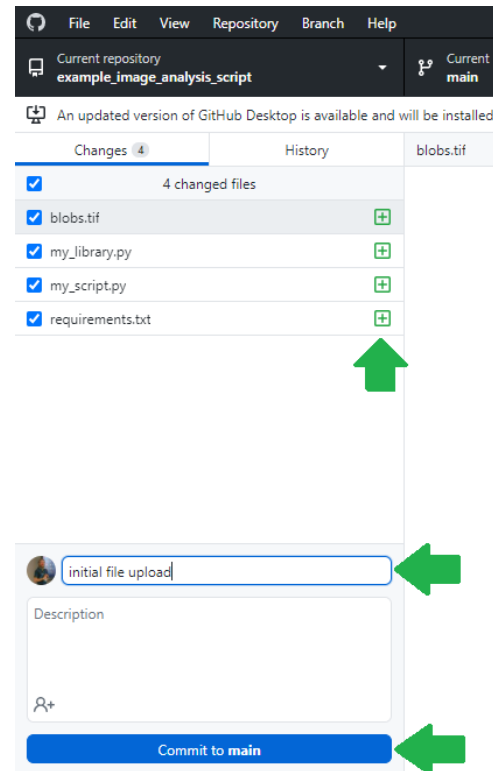 File Edit View Repository Branch Help
Current repository
example_image_analysis_script
Current
main
An updated version of GitHub Desktop is available and will be installed
Changes 4 History blobs.tif
4 changed files
blobs.tif
my_library.py
my_script.py
requirements.txt
initial file upload
Description
Commit to main